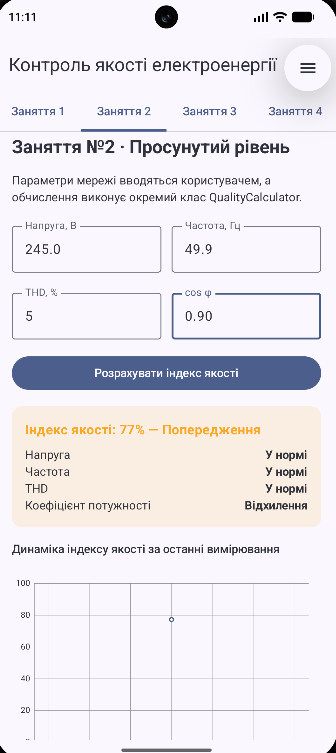 11:11
Контроль якості електроенергії
Заняття 1
Заняття 2
Заняття 3
Заняття 4
Заняття №2 · Просунутий рівень
Параметри мережі вводяться користувачем, а
обчислення виконує окремий клас QualityCalculator.
Напруга, В
245.0
Частота, Гц
49.9
THD, %
5
cos φ
0.90
Розрахувати індекс якості
Індекс якості: 77% — Попередження
Напруга У нормі
Частота У нормі
THD У нормі
Коефіцієнт потужності Відхилення
Динаміка індексу якості за останні вимірювання
100
80
60
40
20